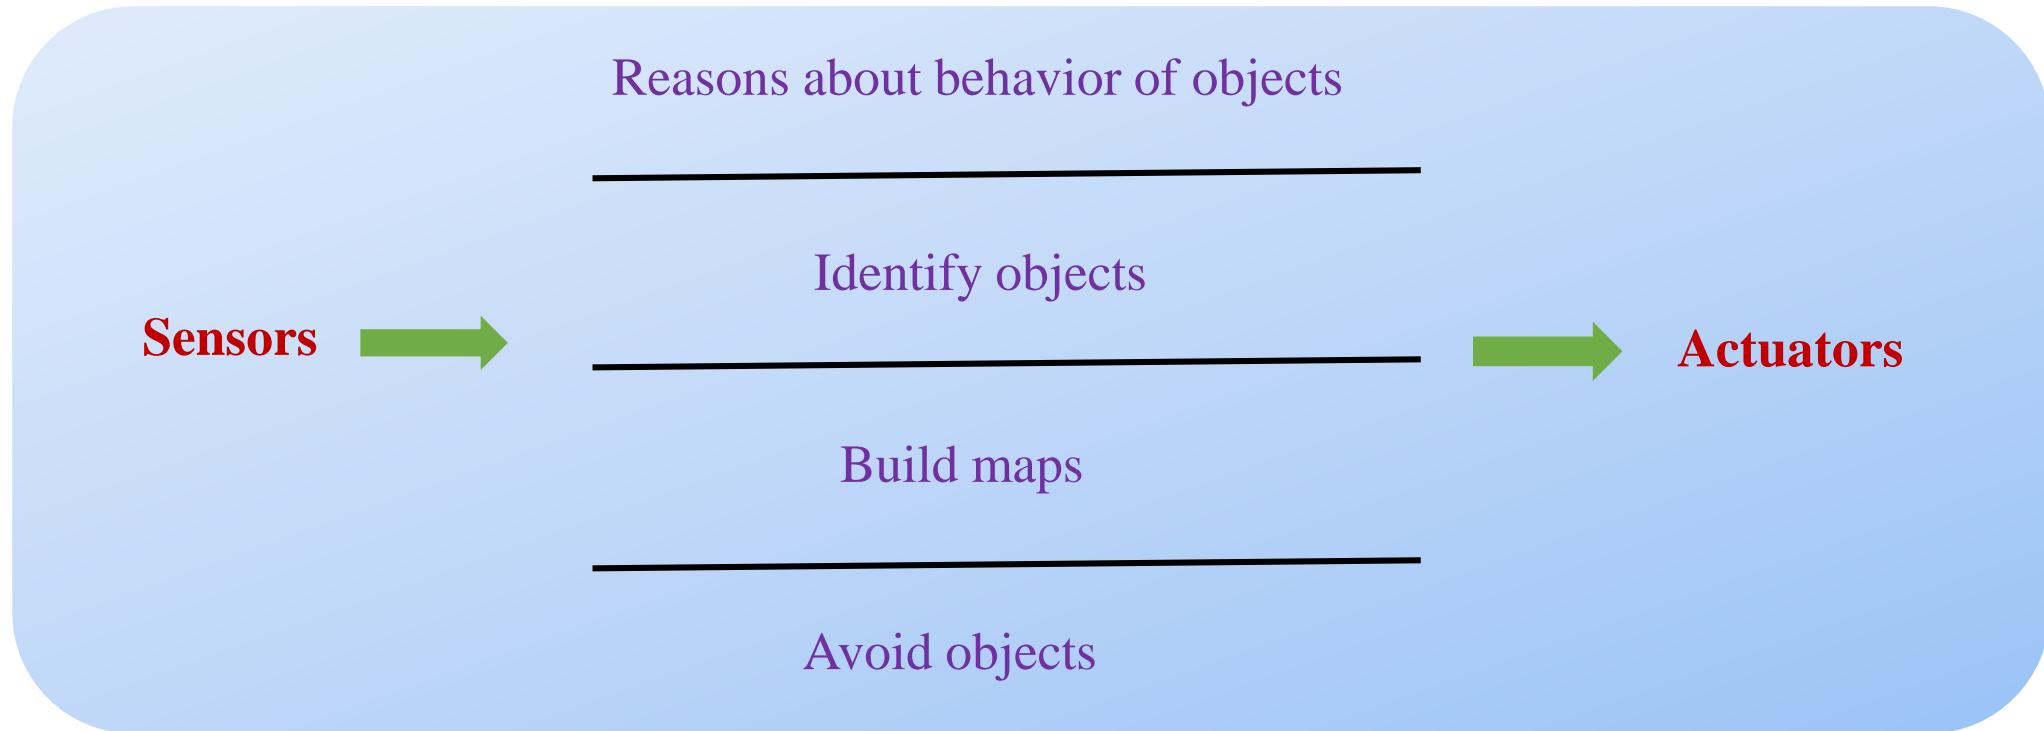 Reasons about behavior of objects
Identify objects
Sensors
Actuators
Build maps
Avoid objects